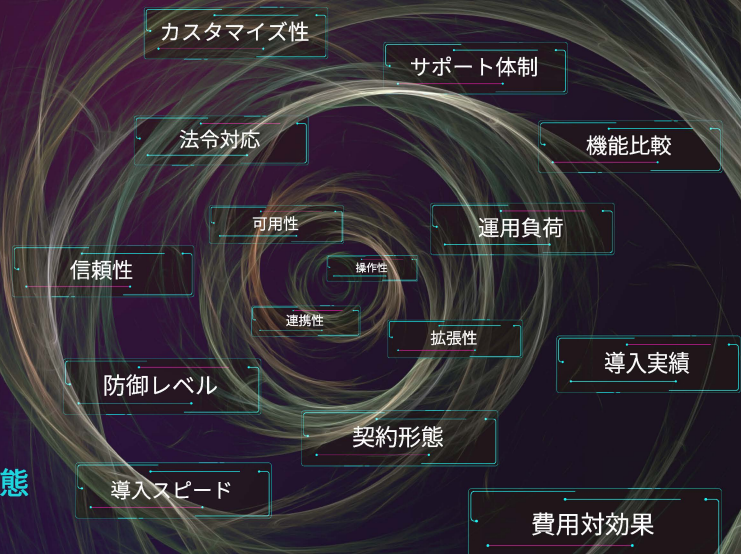 カスタマイズ性
サポート体制
法令対応
機能比較
可用性
運用負荷
信頼性
操作性
連携性
拡張性
導入実績
防御レベル
契約形態
態
導入スピード
費用対効果